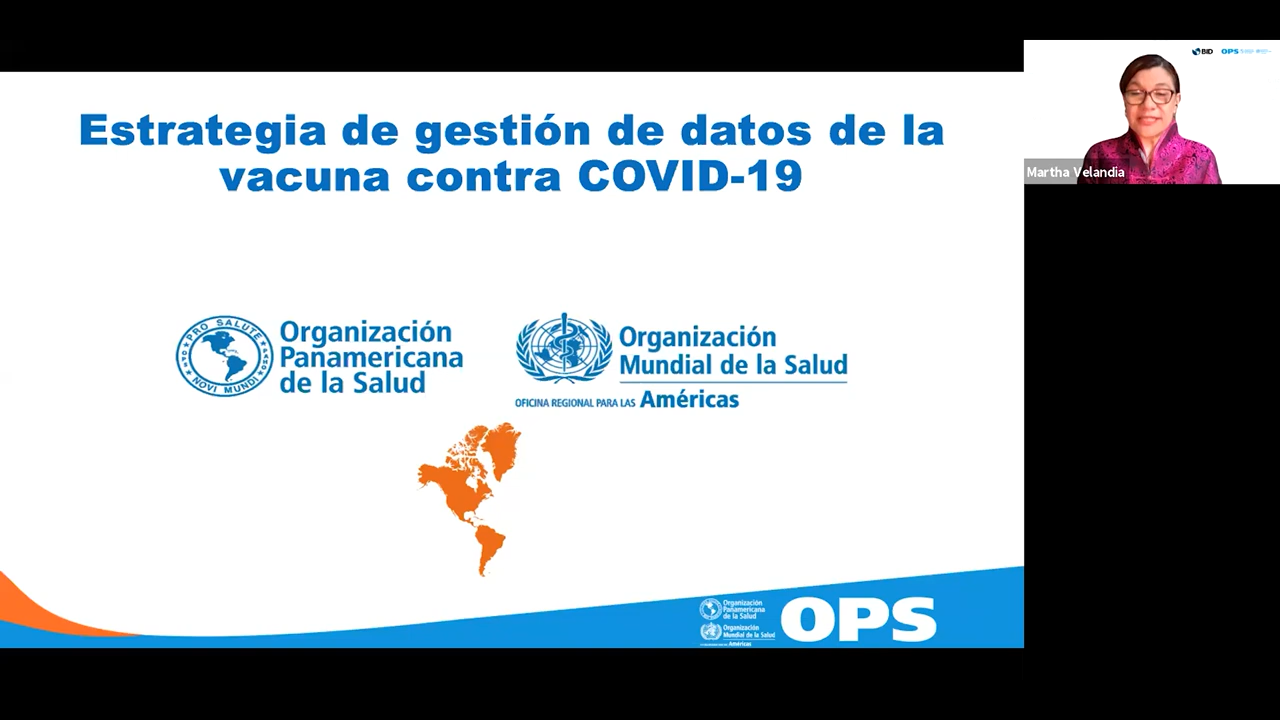 Estrategia de gestión de datos de la
vacuna contra COVID-19
PRO SALUTE
NOVI MUNDI
Organización
Panamericana
de la Salud
Organización
Mundial de la Salud
OFICINA REGIONAL PARA LAS Américas
Organización
Panamericana
de la Salud
Organización
Mundial de la Salud
Américas
OPS
BID
OPS
Martha Velandia